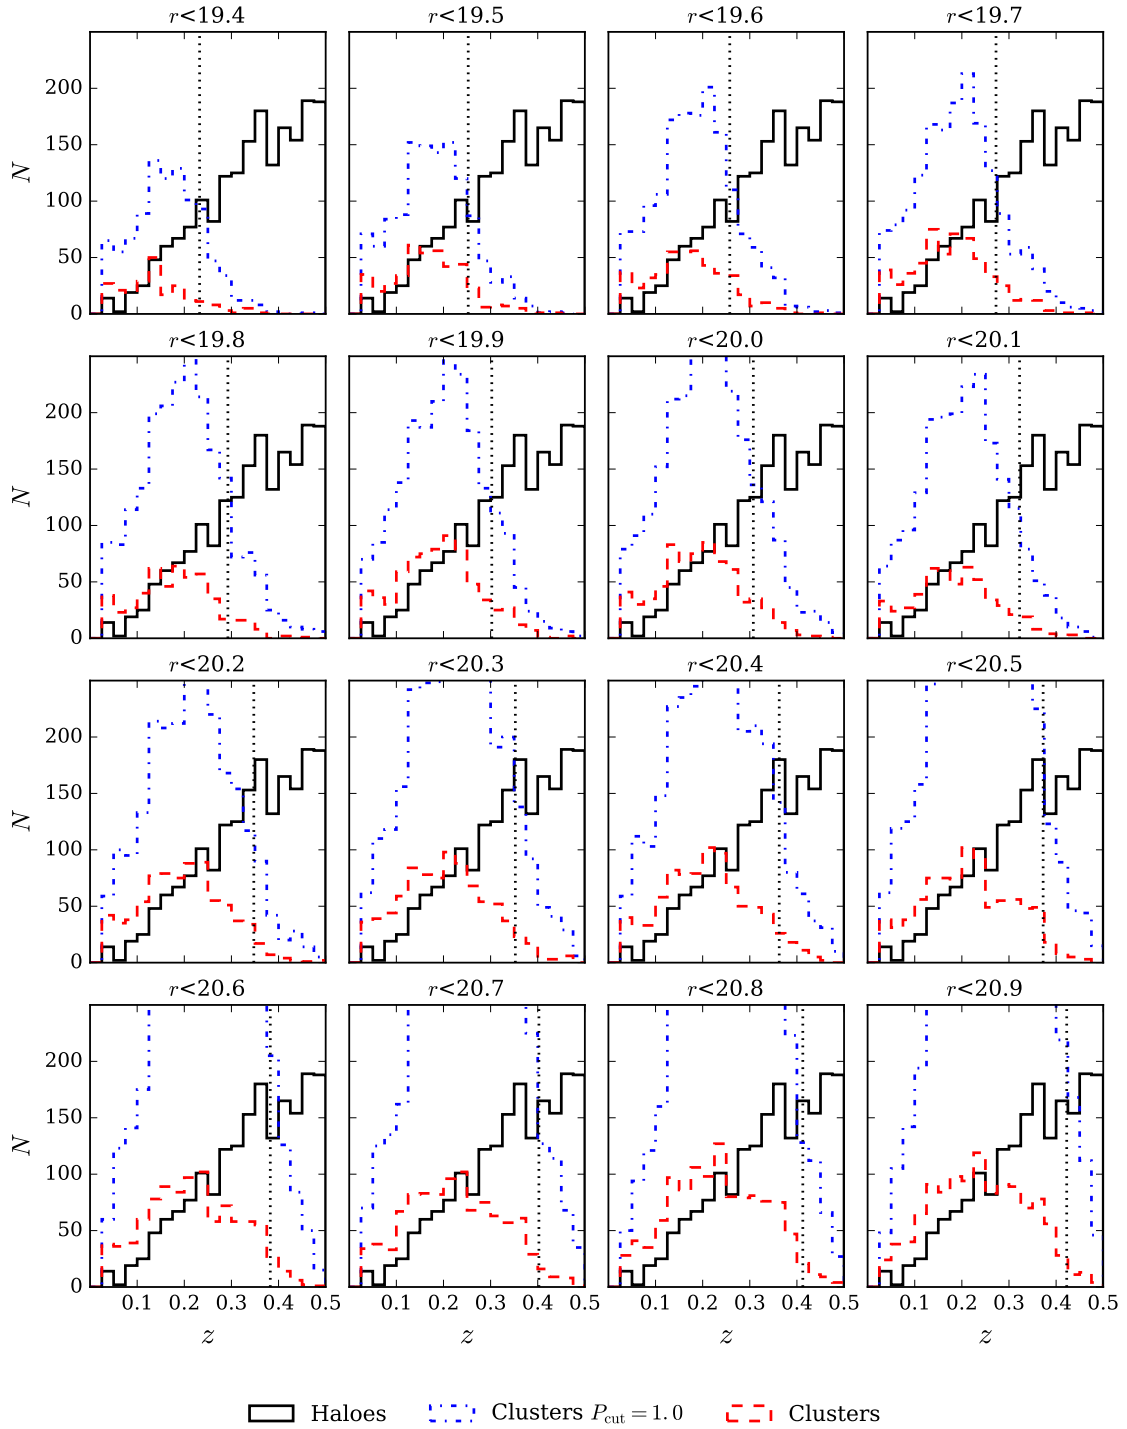 r<19.4 r<19.5 r<19.6 r<19.7
200
150
N
100
50
0
r<19.8 r<19.9 r<20.0 r<20.1
200
150
N
100
50
0
r<20.2 r<20.3 r<20.4 r<20.5
200
150
N
100
50
0
r<20.6 r<20.7 r<20.8 r<20.9
200
150
N
100
50
0
0.1 0.2 0.3 0.4 0.5 0.1 0.2 0.3 0.4 0.5 0.1 0.2 0.3 0.4 0.5 0.1 0.2 0.3 0.4 0.5
z z z z
Haloes Clusters P_cut = 1.0 Clusters